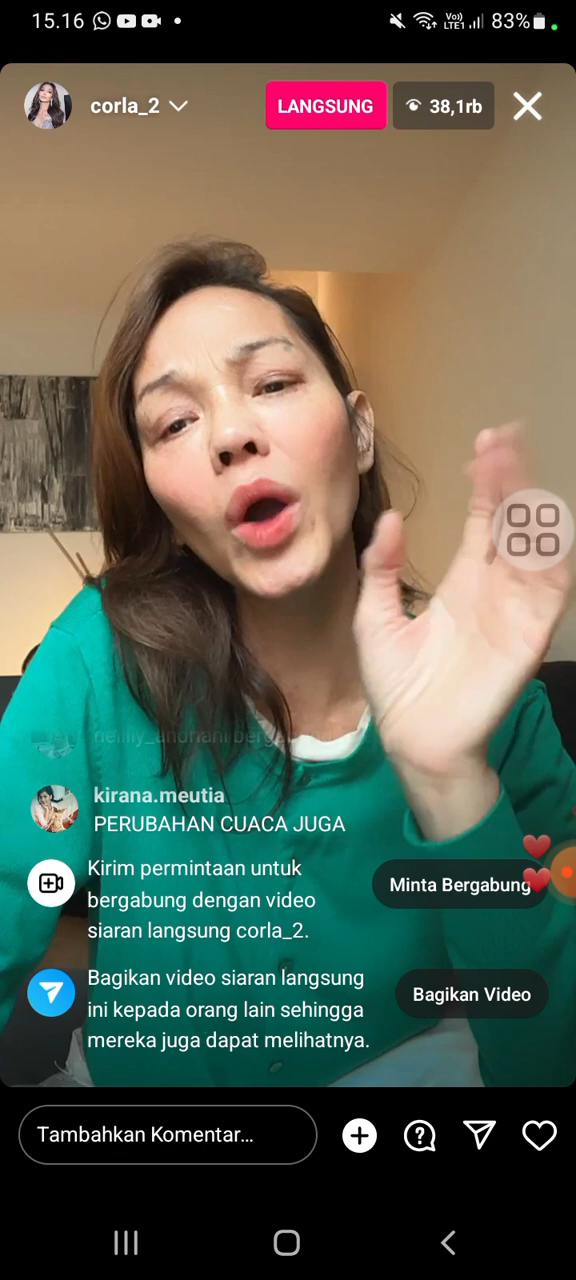 15.16
Vo))
LTE1
83%
corla_2
LANGSUNG
38,1rb
kirana.meutia
PERUBAHAN CUACA JUGA
Kirim permintaan untuk
bergabung dengan video
siaran langsung corla_2.
Minta Bergabung
Bagikan video siaran langsung
ini kepada orang lain sehingga
mereka juga dapat melihatnya.
Bagikan Video
Tambahkan Komentar...